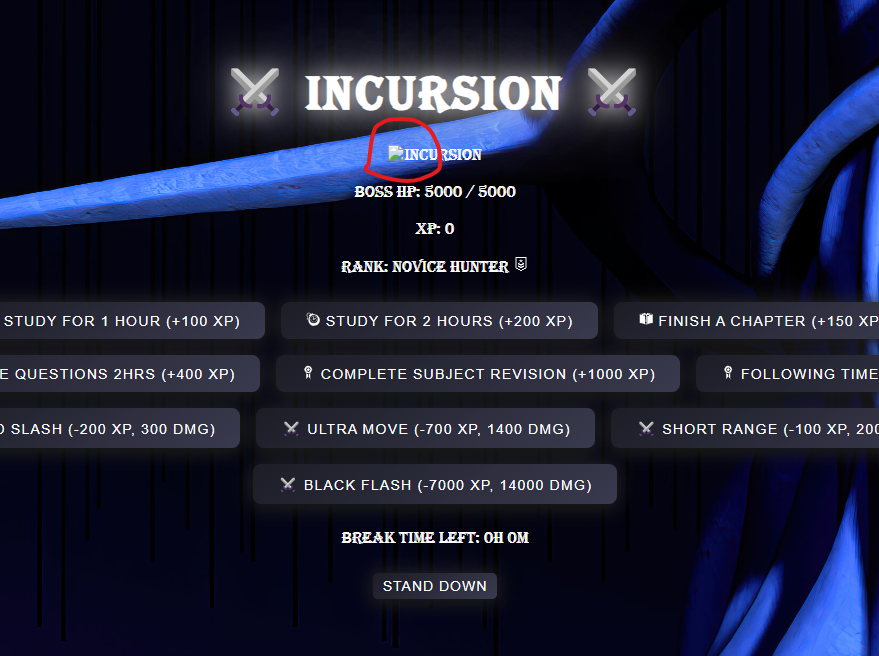 INCURSION
INCURSION
BOSS HP: 5000 / 5000
XP: 0
RANK: NOVICE HUNTER
STUDY FOR 1 HOUR (+100 XP) STUDY FOR 2 HOURS (+200 XP) FINISH A CHAPTER (+150 XP
QUESTIONS 2HRS (+400 XP) COMPLETE SUBJECT REVISION (+1000 XP) FOLLOWING TIME
SLASH (-200 XP, 300 DMG) ULTRA MOVE (-700 XP, 1400 DMG) SHORT RANGE (-100 XP, 200
BLACK FLASH (-7000 XP, 14000 DMG)
BREAK TIME LEFT: 0H 0M
STAND DOWN